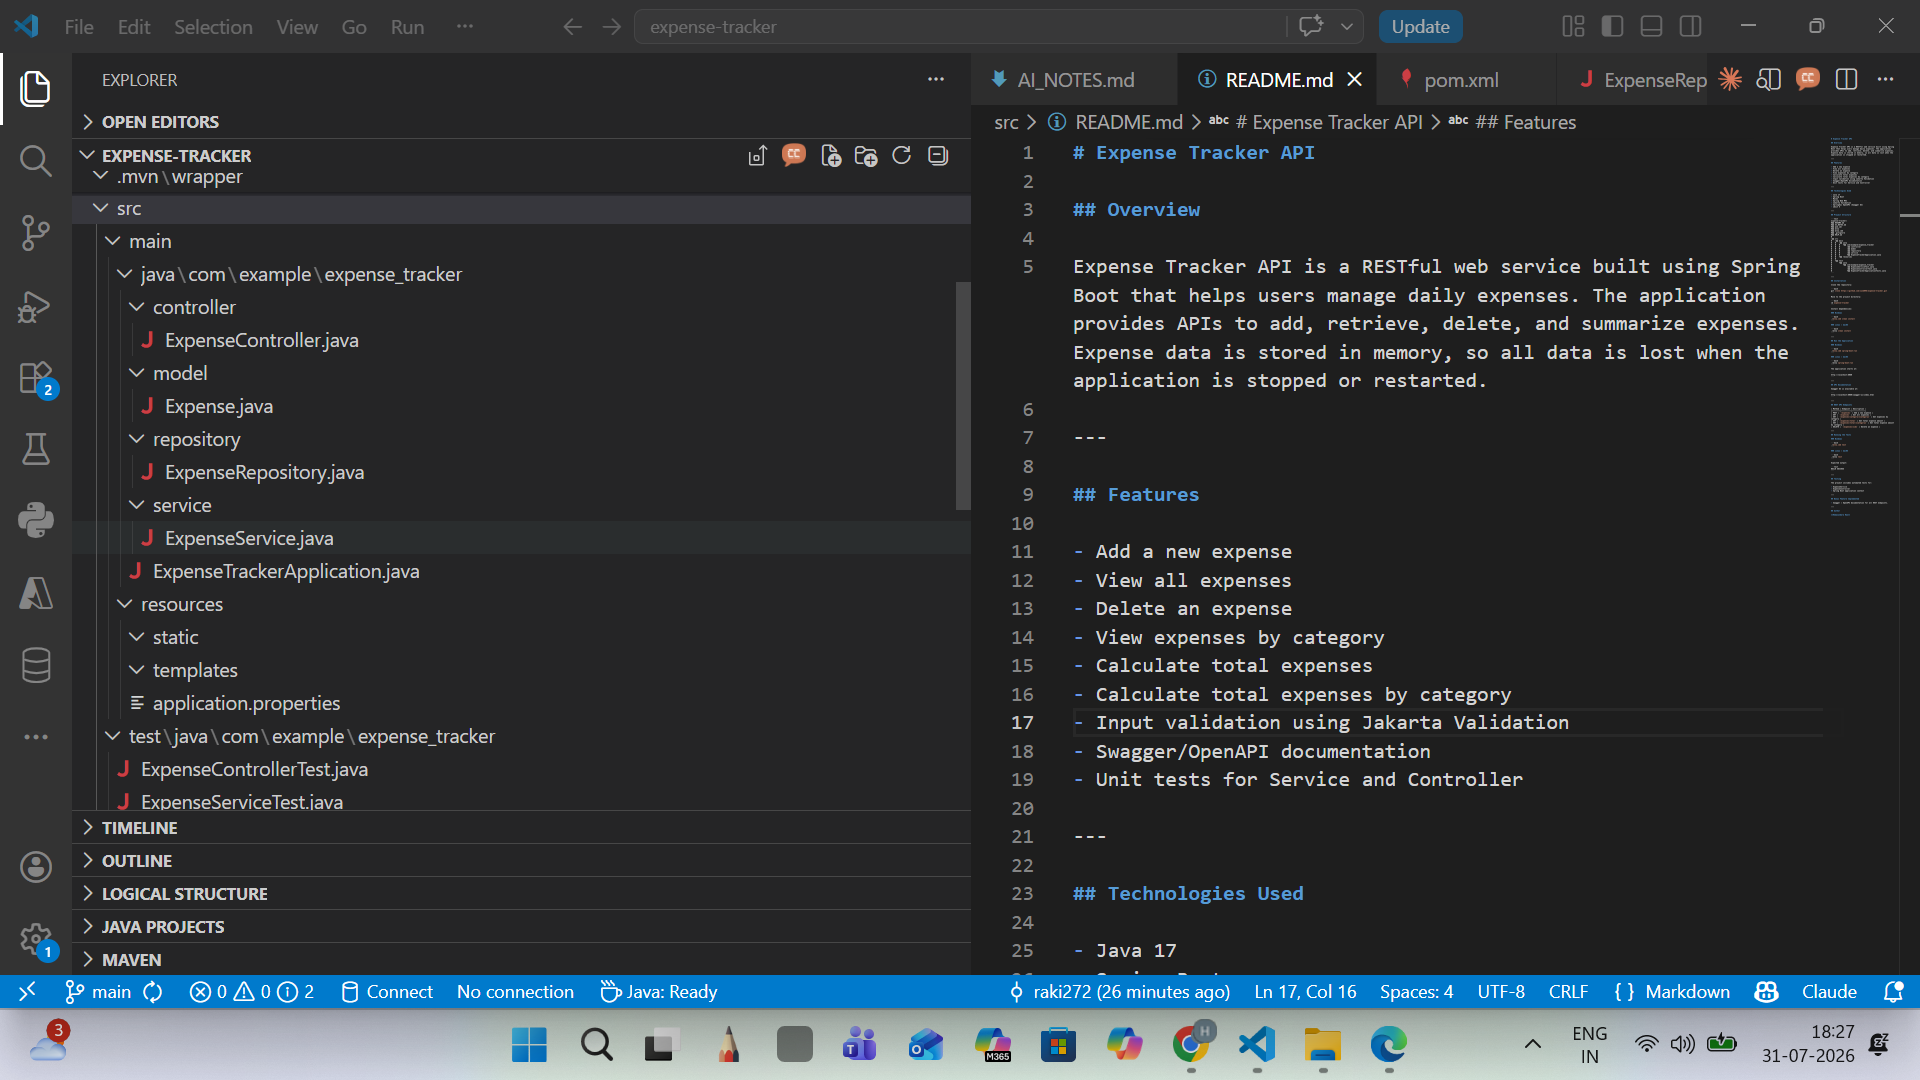 File Edit Selection View Go Run
expense-tracker
Update
EXPLORER
OPEN EDITORS
EXPENSE-TRACKER
.mvn\wrapper
src
main
java\com\example\expense_tracker
controller
J ExpenseController.java
model
J Expense.java
repository
J ExpenseRepository.java
service
J ExpenseService.java
J ExpenseTrackerApplication.java
resources
static
templates
application.properties
test\java\com\example\expense_tracker
J ExpenseControllerTest.java
J ExpenseServiceTest.java
TIMELINE
OUTLINE
LOGICAL STRUCTURE
JAVA PROJECTS
MAVEN
2
1
CC
AI_NOTES.md
README.md
pom.xml
J ExpenseRep
CC
src > README.md > abc # Expense Tracker API > abc ## Features
1 # Expense Tracker API
2
3 ## Overview
4
5 Expense Tracker API is a RESTful web service built using Spring
Boot that helps users manage daily expenses. The application
provides APIs to add, retrieve, delete, and summarize expenses.
Expense data is stored in memory, so all data is lost when the
application is stopped or restarted.
6
7 ---
8
9 ## Features
10
11 - Add a new expense
12 - View all expenses
13 - Delete an expense
14 - View expenses by category
15 - Calculate total expenses
16 - Calculate total expenses by category
17 - Input validation using Jakarta Validation
18 - Swagger/OpenAPI documentation
19 - Unit tests for Service and Controller
20
21 ---
22
23 ## Technologies Used
24
25 - Java 17
main 0 0 2 Connect No connection Java: Ready
raki272 (26 minutes ago) Ln 17, Col 16 Spaces: 4 UTF-8 CRLF { } Markdown Claude
3
M365
H
ENG
IN
18:27
31-07-2026